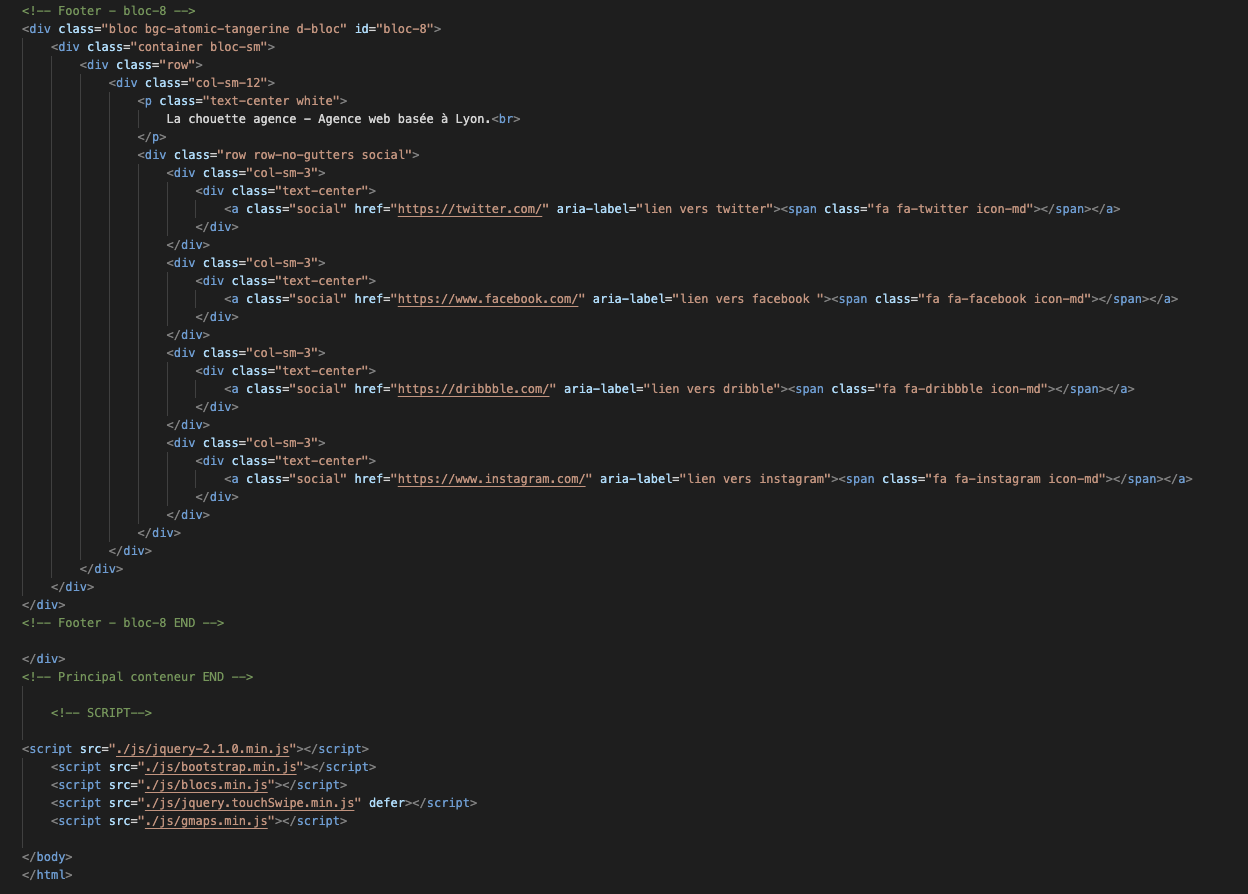 <!-- Footer - bloc-8 -->
<div class="bloc bgc-atomic-tangerine d-bloc" id="bloc-8">
<div class="container bloc-sm">
<div class="row">
<div class="col-sm-12">
<p class="text-center white">
La chouette agence - Agence web basée à Lyon.<br>
</p>
<div class="row row-no-gutters social">
<div class="col-sm-3">
<div class="text-center">
<a class="social" href="https://twitter.com/" aria-label="lien vers twitter"><span class="fa fa-twitter icon-md"></span></a>
</div>
</div>
<div class="col-sm-3">
<div class="text-center">
<a class="social" href="https://www.facebook.com/" aria-label="lien vers facebook "><span class="fa fa-facebook icon-md"></span></a>
</div>
</div>
<div class="col-sm-3">
<div class="text-center">
<a class="social" href="https://dribbble.com/" aria-label="lien vers dribble"><span class="fa fa-dribbble icon-md"></span></a>
</div>
</div>
<div class="col-sm-3">
<div class="text-center">
<a class="social" href="https://www.instagram.com/" aria-label="lien vers instagram"><span class="fa fa-instagram icon-md"></span></a>
</div>
</div>
</div>
</div>
</div>
</div>
</div>
<!-- Footer - bloc-8 END -->
</div>
<!-- Principal conteneur END -->
<!-- SCRIPT-->
<script src="./js/jquery-2.1.0.min.js"></script>
<script src="./js/bootstrap.min.js"></script>
<script src="./js/blocs.min.js"></script>
<script src="./js/jquery.touchSwipe.min.js" defer></script>
<script src="./js/gmaps.min.js"></script>
</body>
</html>